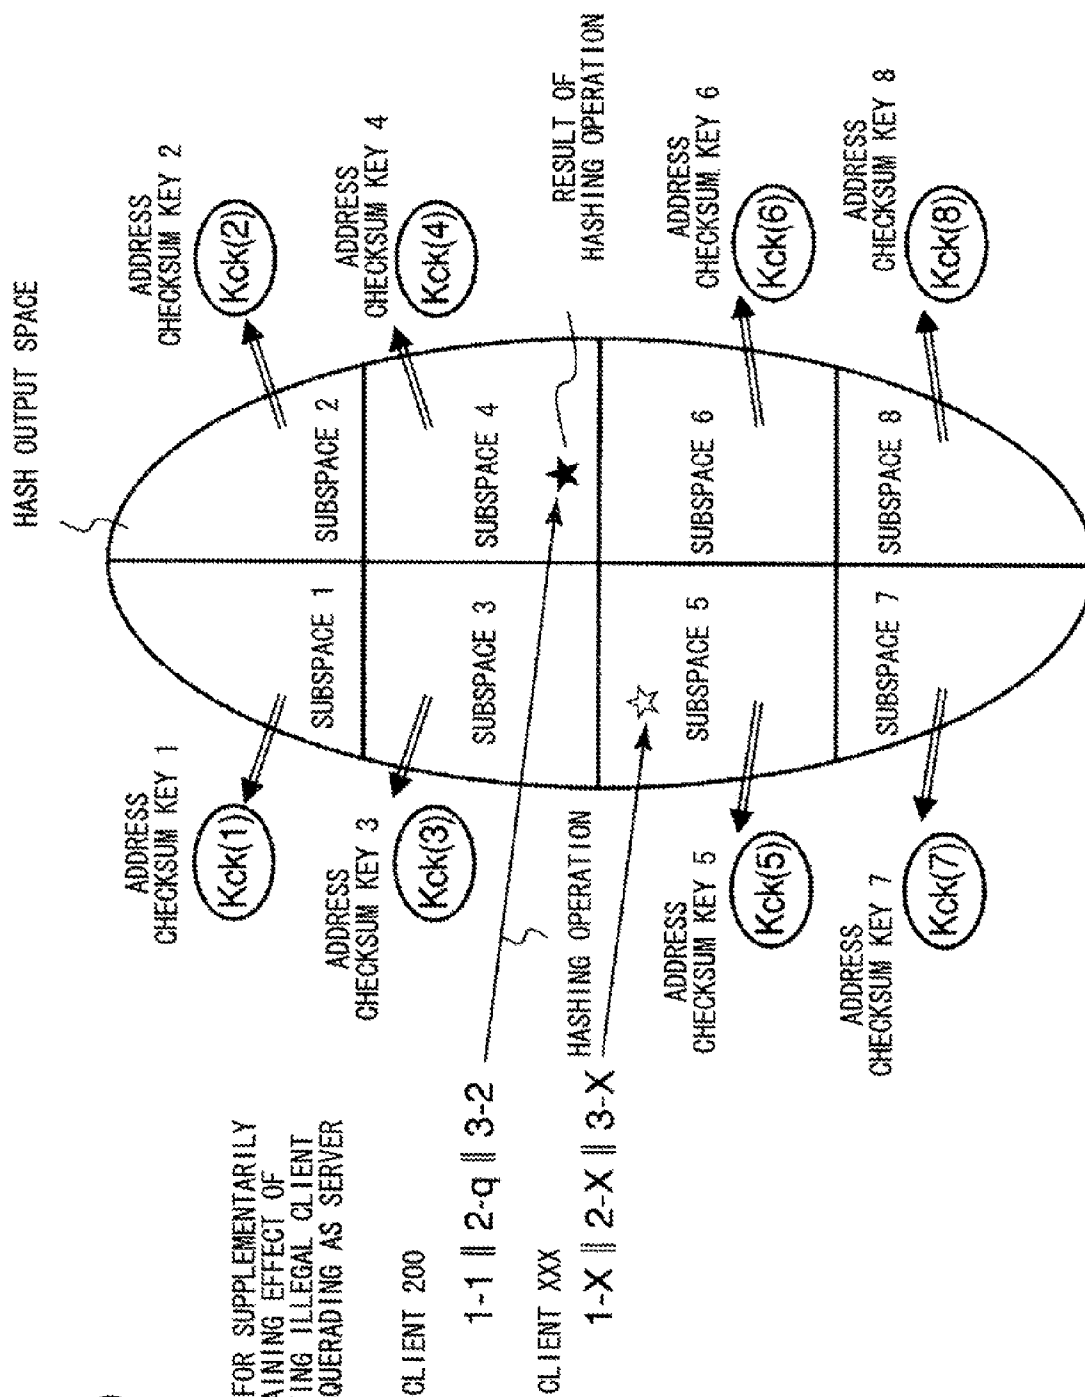 HASH OUTPUT SPACE
FOR SUPPLEMENTARILY
AINING EFFECT OF
ING ILLEGAL CLIENT
QUERADING AS SERVER
ADDRESS
CHECKSUM KEY 1
Kck(1)
ADDRESS
CHECKSUM KEY 2
Kck(2)
SUBSPACE 1
SUBSPACE 2
ADDRESS
CHECKSUM KEY 3
Kck(3)
ADDRESS
CHECKSUM KEY 4
Kck(4)
SUBSPACE 3
SUBSPACE 4
CLIENT 200
1-1 || 2-q || 3-2
CLIENT XXX
1-X || 2-X || 3-X
HASHING OPERATION
RESULT OF
HASHING OPERATION
ADDRESS
CHECKSUM KEY 5
Kck(5)
SUBSPACE 5
SUBSPACE 6
ADDRESS
CHECKSUM KEY 6
Kck(6)
ADDRESS
CHECKSUM KEY 7
Kck(7)
SUBSPACE 7
SUBSPACE 8
ADDRESS
CHECKSUM KEY 8
Kck(8)